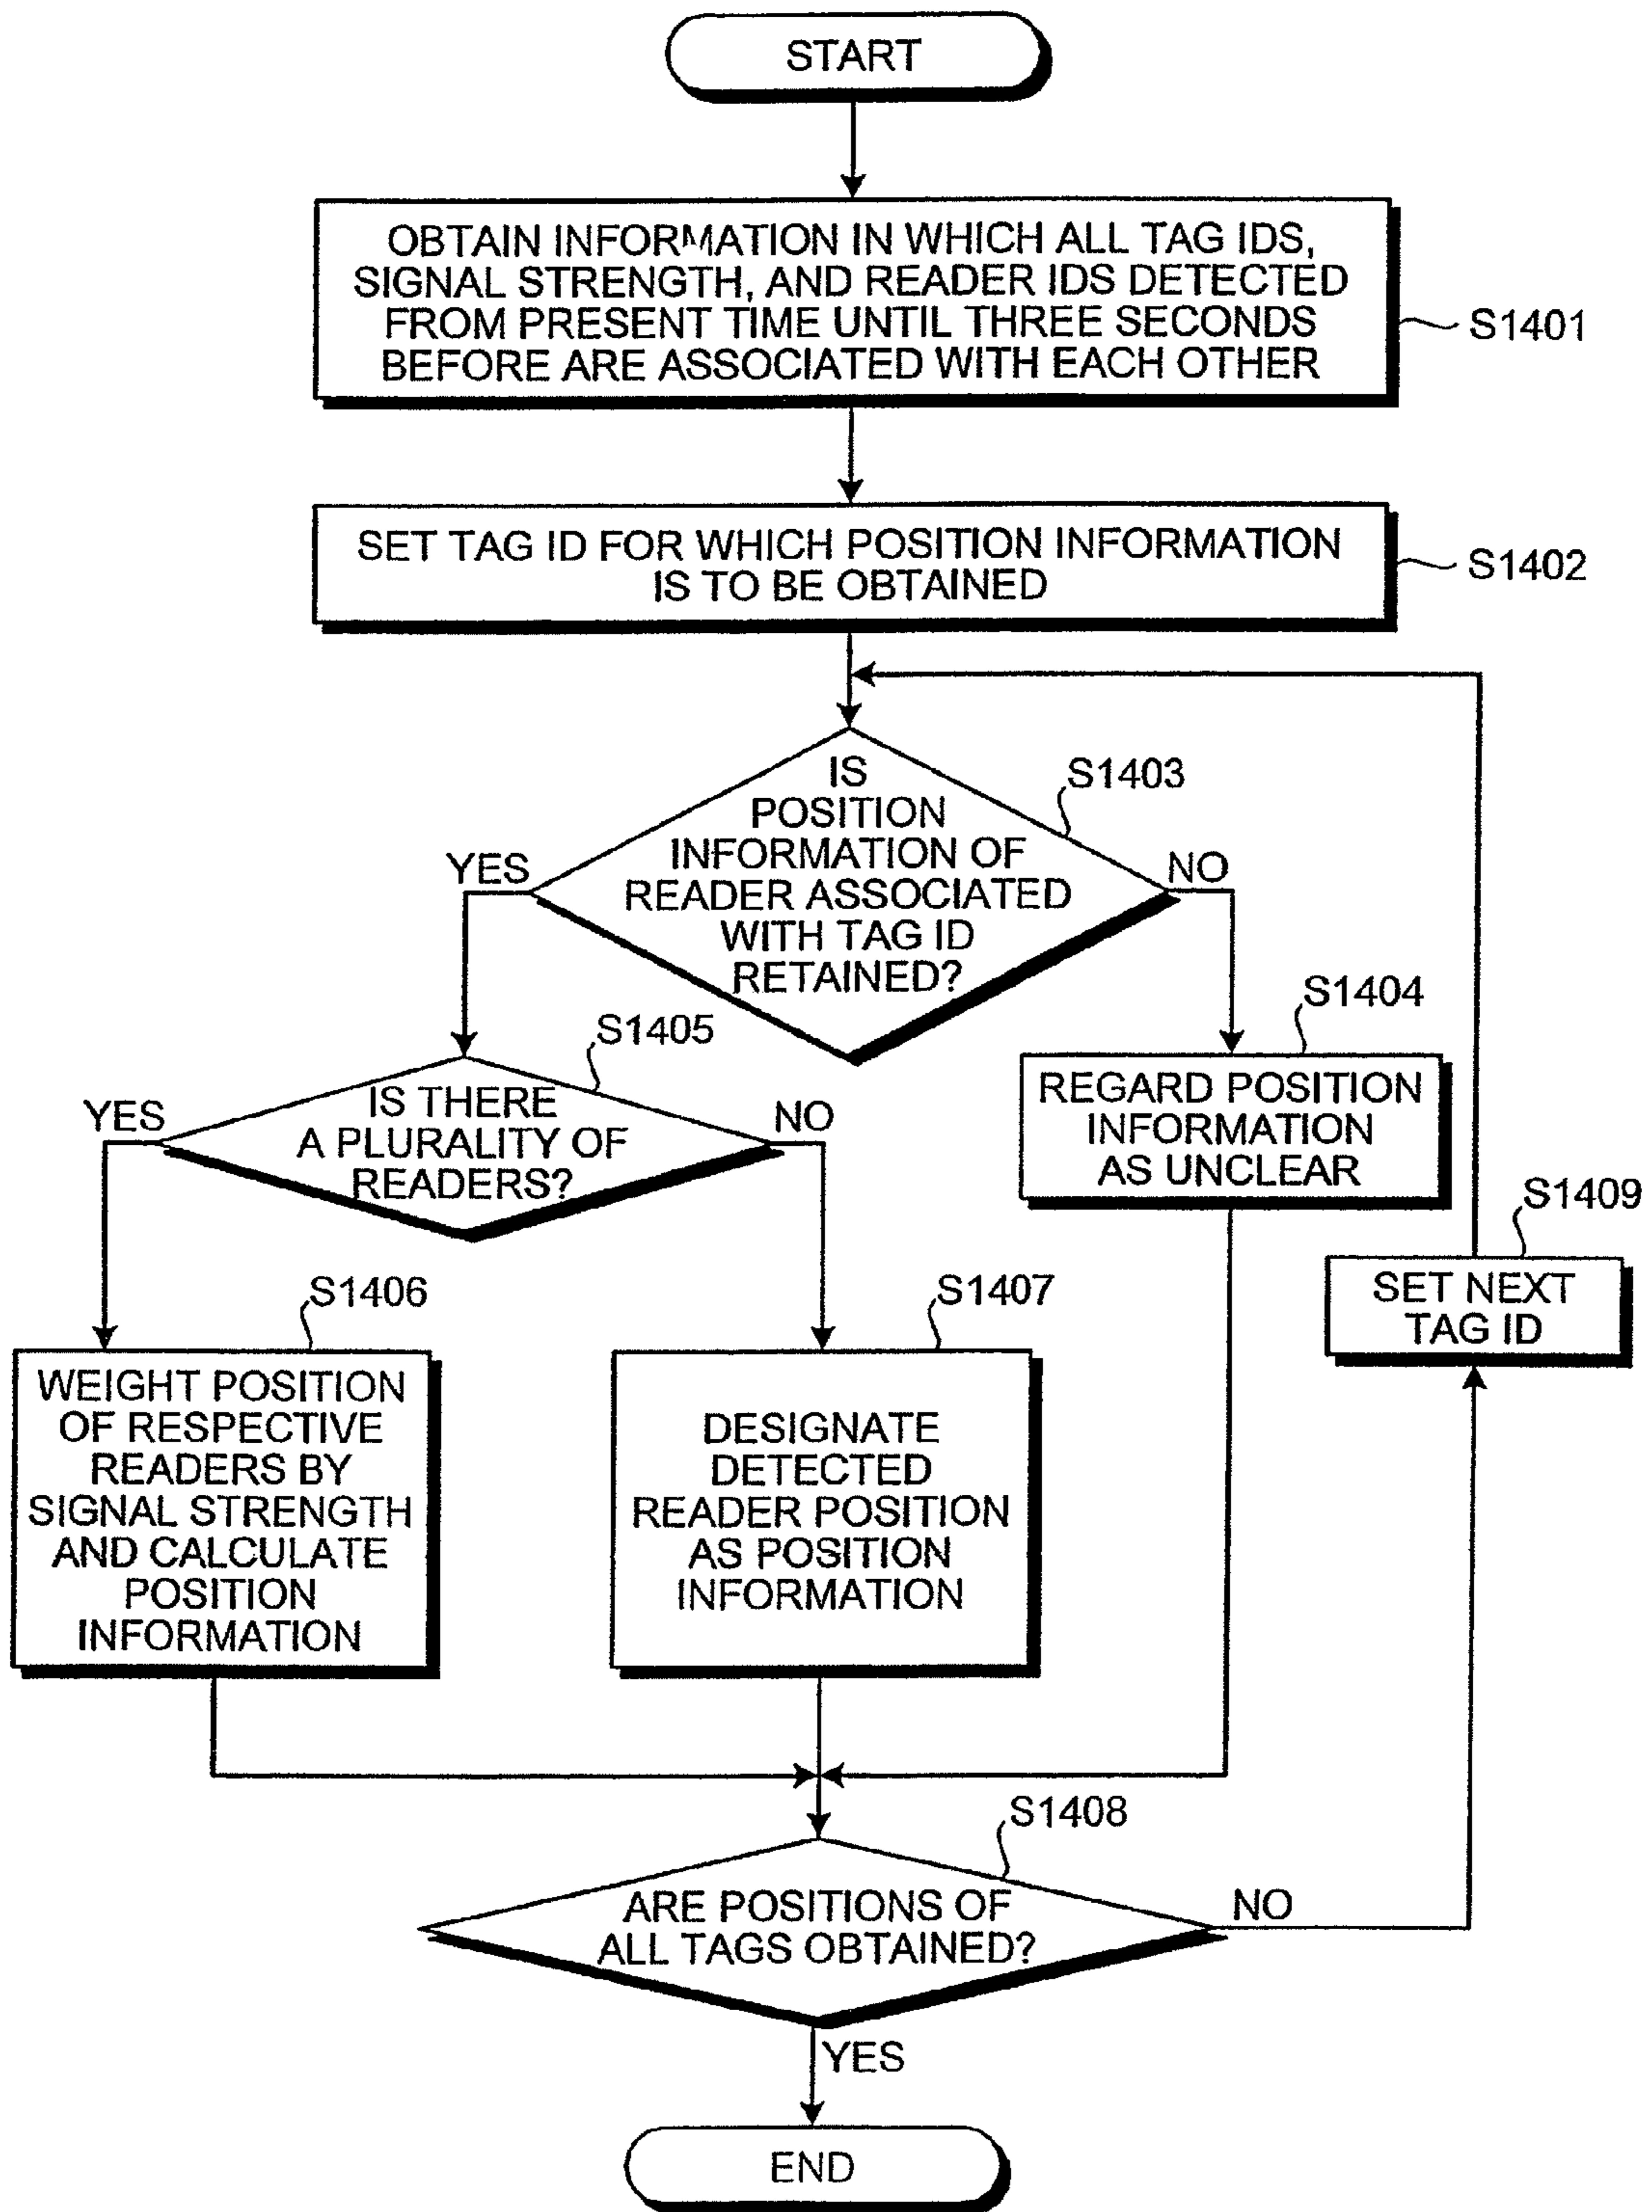 START
OBTAIN INFORMATION IN WHICH ALL TAG IDS,
SIGNAL STRENGTH, AND READER IDS DETECTED
FROM PRESENT TIME UNTIL THREE SECONDS
BEFORE ARE ASSOCIATED WITH EACH OTHER
S1401
SET TAG ID FOR WHICH POSITION INFORMATION
IS TO BE OBTAINED
S1402
IS
POSITION
INFORMATION OF
READER ASSOCIATED
WITH TAG ID
RETAINED?
S1403
YES
NO
S1404
REGARD POSITION
INFORMATION
AS UNCLEAR
S1405
IS THERE
A PLURALITY OF
READERS?
YES
NO
S1409
SET NEXT
TAG ID
S1406
WEIGHT POSITION
OF RESPECTIVE
READERS BY
SIGNAL STRENGTH
AND CALCULATE
POSITION
INFORMATION
S1407
DESIGNATE
DETECTED
READER POSITION
AS POSITION
INFORMATION
S1408
ARE POSITIONS OF
ALL TAGS OBTAINED?
NO
YES
END